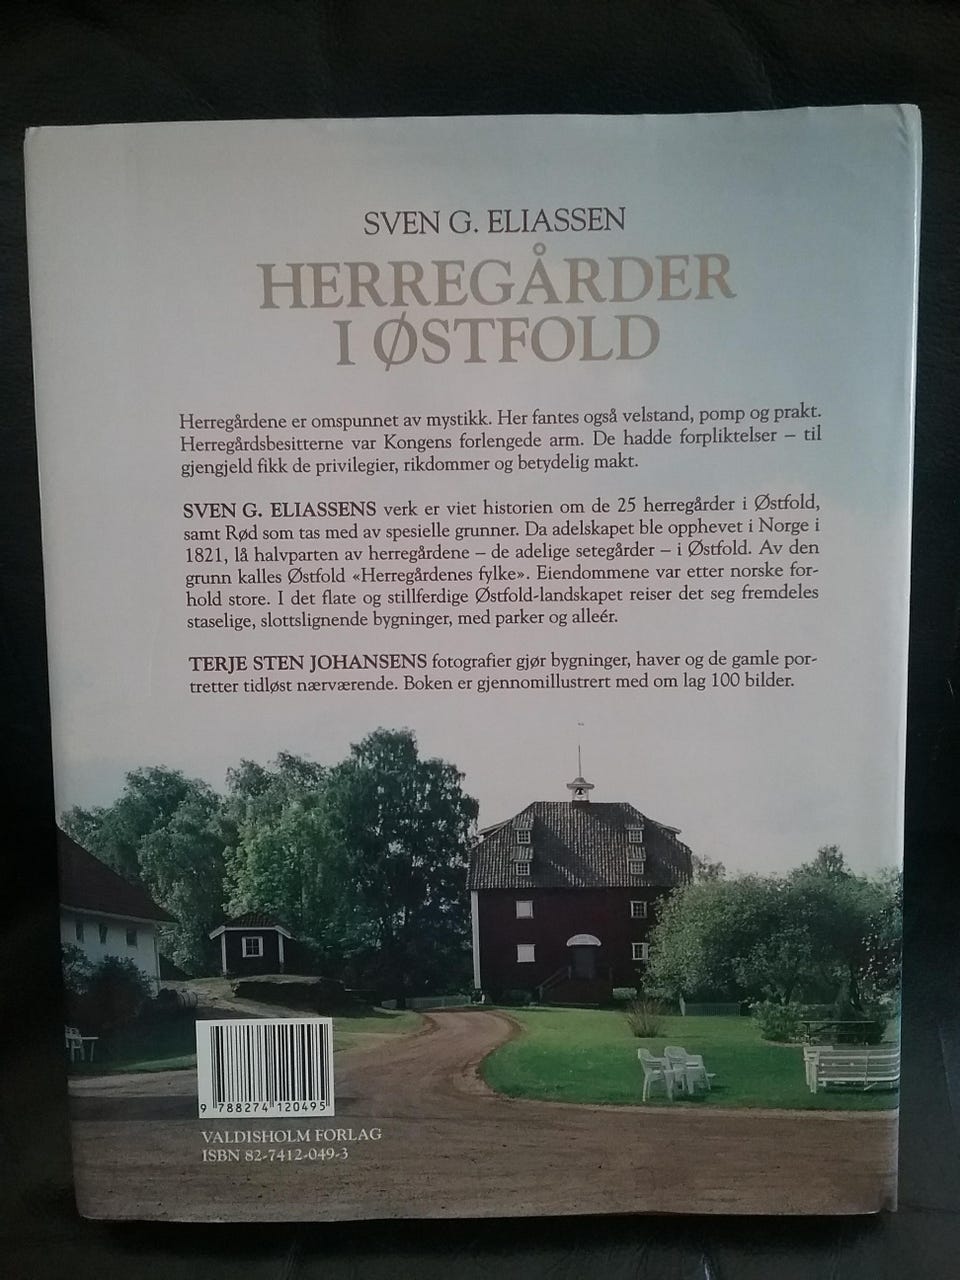 SVEN G. ELIASSEN
HERREGÅRDER
I ØSTFOLD
Herregårdene er omspunnet av mystikk. Her fantes også velstand, pomp og prakt.
Herregårdsbesitterne var Kongens forlengede arm. De hadde forpliktelser – til
gjengjeld fikk de privilegier, rikdommer og betydelig makt.
SVEN G. ELIASSENS verk er viet historien om de 25 herregårder i Østfold,
samt Rød som tas med av spesielle grunner. Da adelskapet ble opphevet i Norge i
1821, lå halvparten av herregårdene – de adelige setegårder – i Østfold. Av den
grunn kalles Østfold «Herregårdenes fylke». Eiendommene var etter norske for-
hold store. I det flate og stillferdige Østfold-landskapet reiser det seg fremdeles
staselige, slottslignende bygninger, med parker og alleér.
TERJE STEN JOHANSENS fotografier gjør bygninger, haver og de gamle por-
tretter tidløst nærværende. Boken er gjennomillustrert med om lag 100 bilder.
9 788274 120495
VALDISHOLM FORLAG
ISBN 82-7412-049-3